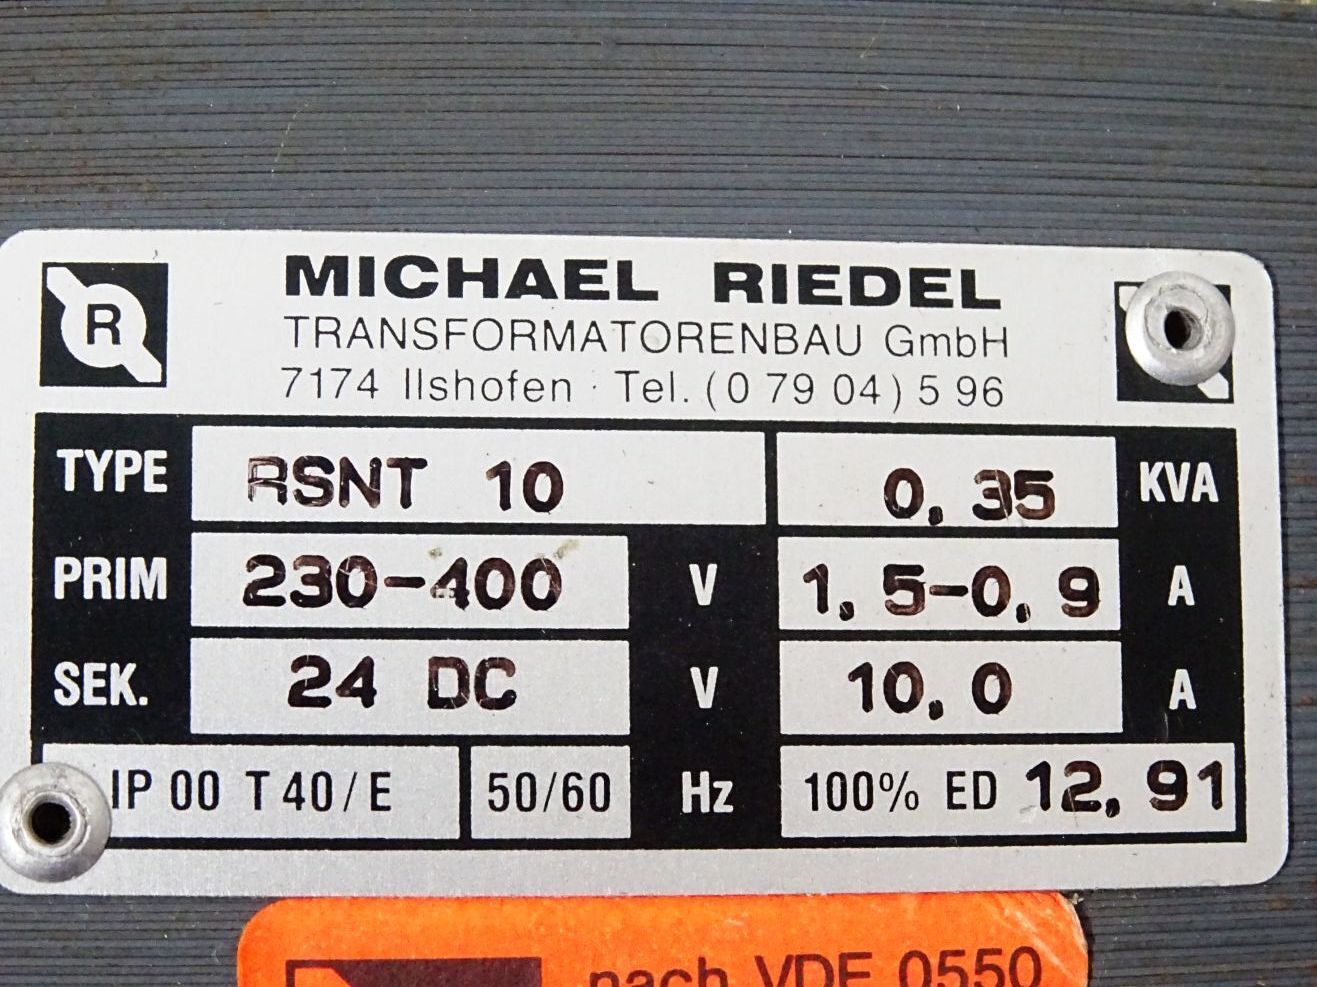 R
MICHAEL RIEDEL
TRANSFORMATORENBAU GmbH
7174 Ilshofen · Tel. (0 79 04) 5 96
TYPE RSNT 10 0,35 KVA
PRIM 230-400 V 1,5-0,9 A
SEK. 24 DC V 10,0 A
IP 00 T40/E 50/60 Hz 100% ED 12,91
nach VDE 0550